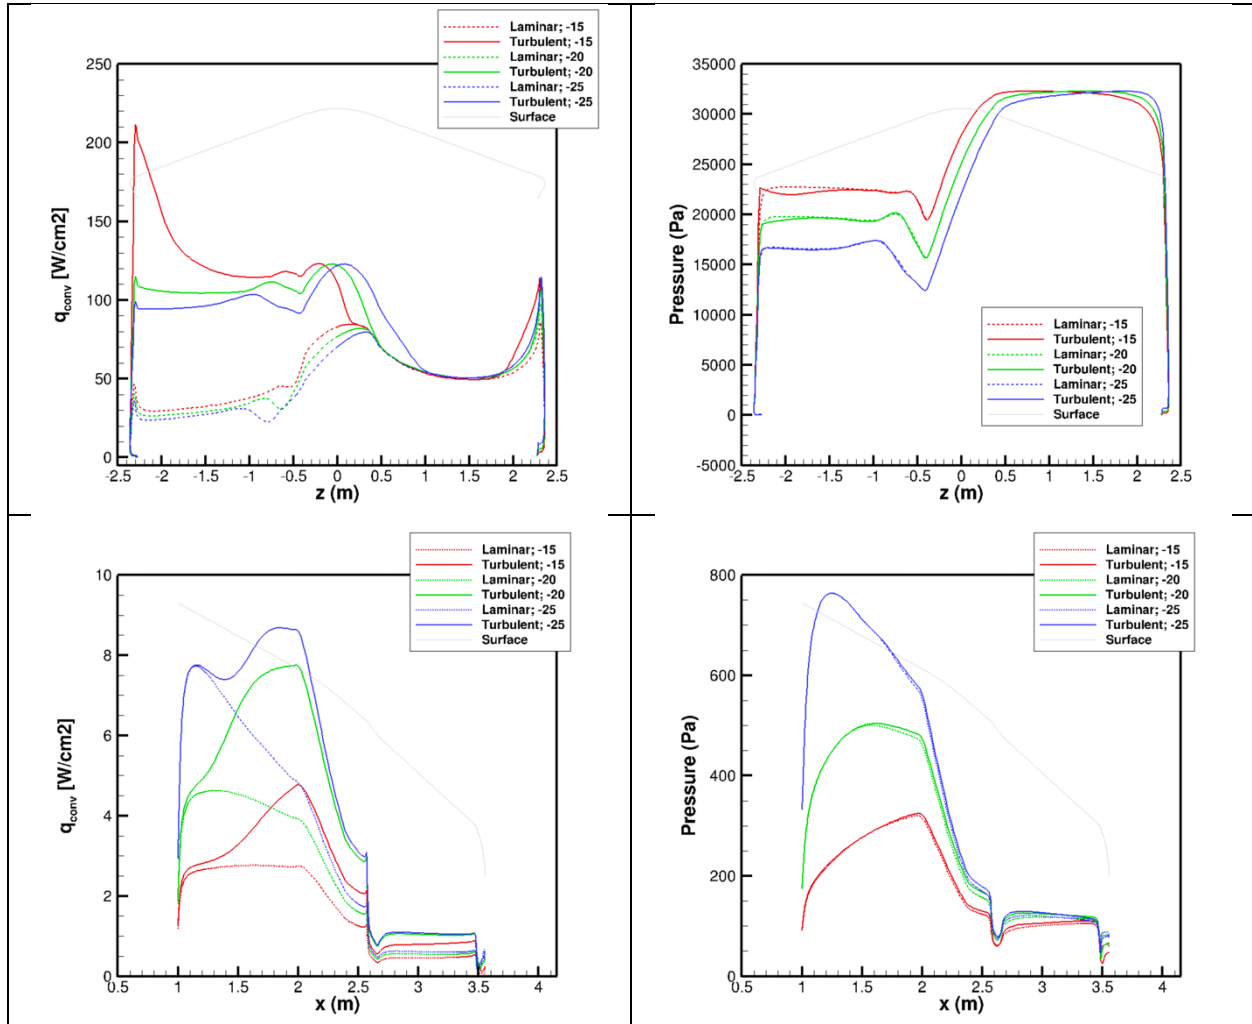 Laminar; -15
Turbulent; -15
Laminar; -20
Turbulent; -20
Laminar; -25
Turbulent; -25
Surface
250
200
150
100
50
0
qconv [W/cm2]
-2.5 -2 -1.5 -1 -0.5 0 0.5 1 1.5 2 2.5
z (m)
35000
30000
25000
20000
15000
10000
5000
0
-5000
Pressure (Pa)
Laminar; -15
Turbulent; -15
Laminar; -20
Turbulent; -20
Laminar; -25
Turbulent; -25
Surface
-2.5 -2 -1.5 -1 -0.5 0 0.5 1 1.5 2 2.5
z (m)
Laminar; -15
Turbulent; -15
Laminar; -20
Turbulent; -20
Laminar; -25
Turbulent; -25
Surface
10
8
6
4
2
0
qconv [W/cm2]
0.5 1 1.5 2 2.5 3 3.5 4
x (m)
Laminar; -15
Turbulent; -15
Laminar; -20
Turbulent; -20
Laminar; -25
Turbulent; -25
Surface
800
600
400
200
0
Pressure (Pa)
0.5 1 1.5 2 2.5 3 3.5 4
x (m)